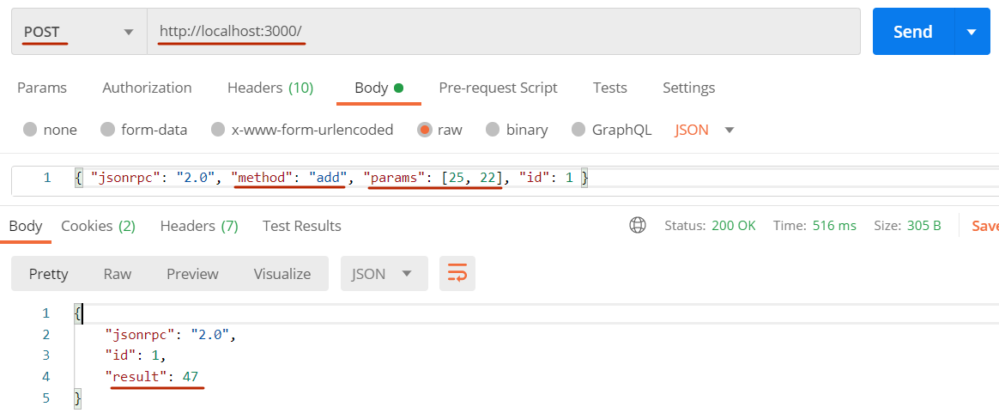 POST http://localhost:3000/ Send
Params Authorization Headers (10) Body Pre-request Script Tests Settings
none form-data x-www-form-urlencoded raw binary GraphQL JSON
1 { "jsonrpc": "2.0", "method": "add", "params": [25, 22], "id": 1 }
Body Cookies (2) Headers (7) Test Results Status: 200 OK Time: 516 ms Size: 305 B Save
Pretty Raw Preview Visualize JSON
1 {
2 "jsonrpc": "2.0",
3 "id": 1,
4 "result": 47
5 }